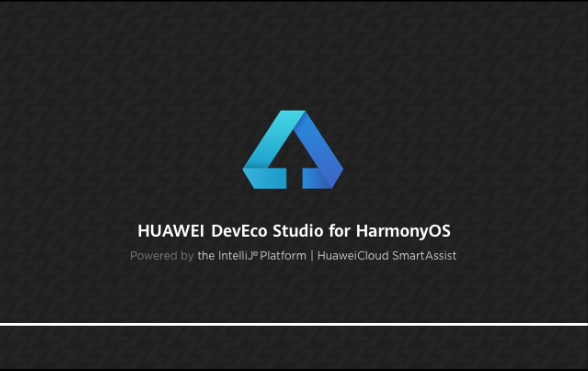 HUAWEI DevEco Studio for HarmonyOS
Powered by the IntelliJ® Platform | HuaweiCloud SmartAssist